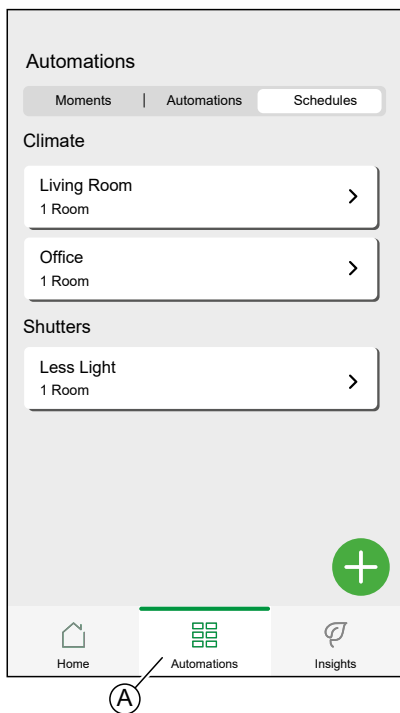 Automations
Moments | Automations Schedules
Climate
Living Room
1 Room
Office
1 Room
Shutters
Less Light
1 Room
Home Automations Insights
A